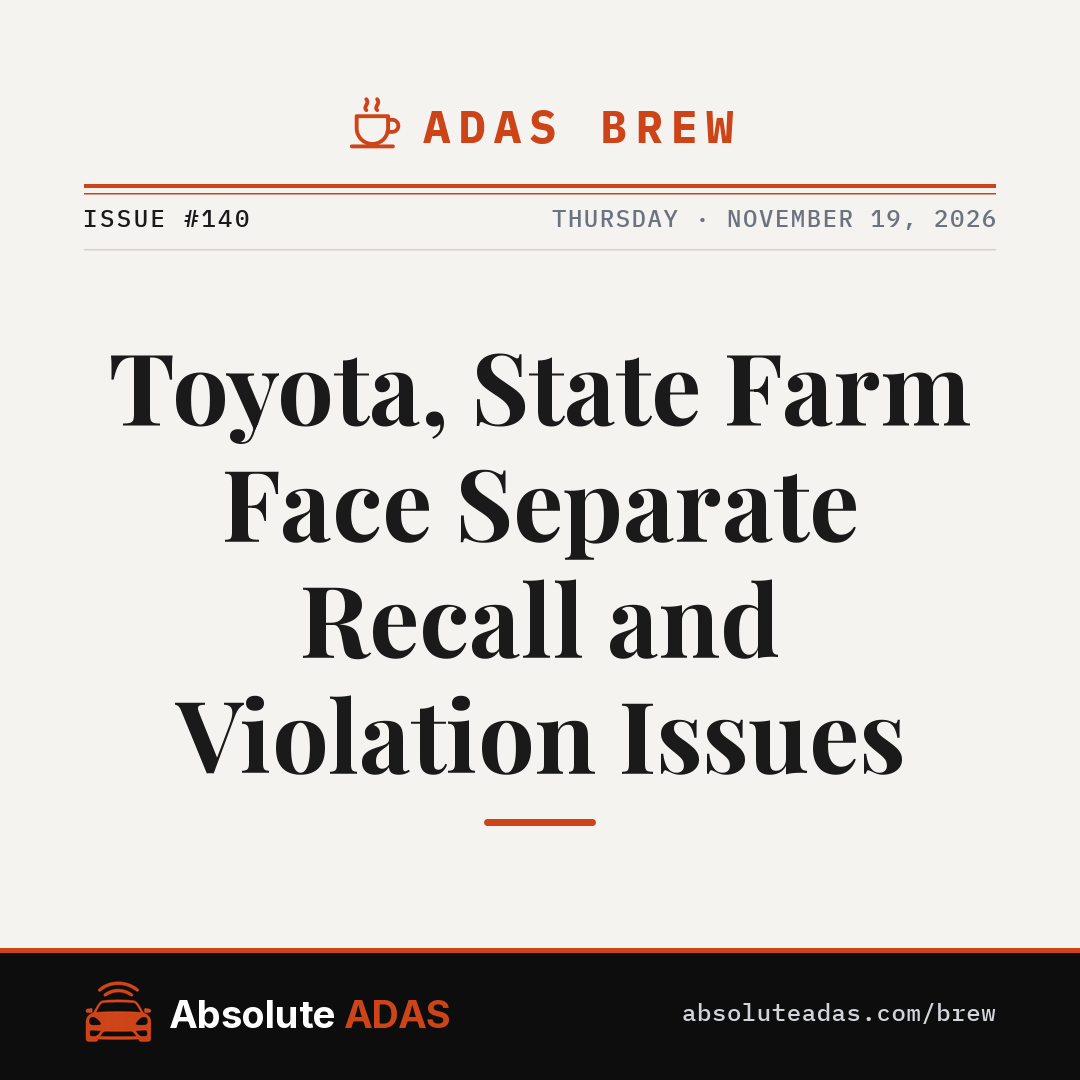 ADAS BREW
ISSUE #140
THURSDAY · NOVEMBER 19, 2026
Toyota, State Farm
Face Separate
Recall and
Violation Issues
Absolute ADAS
absoluteadas.com/brew